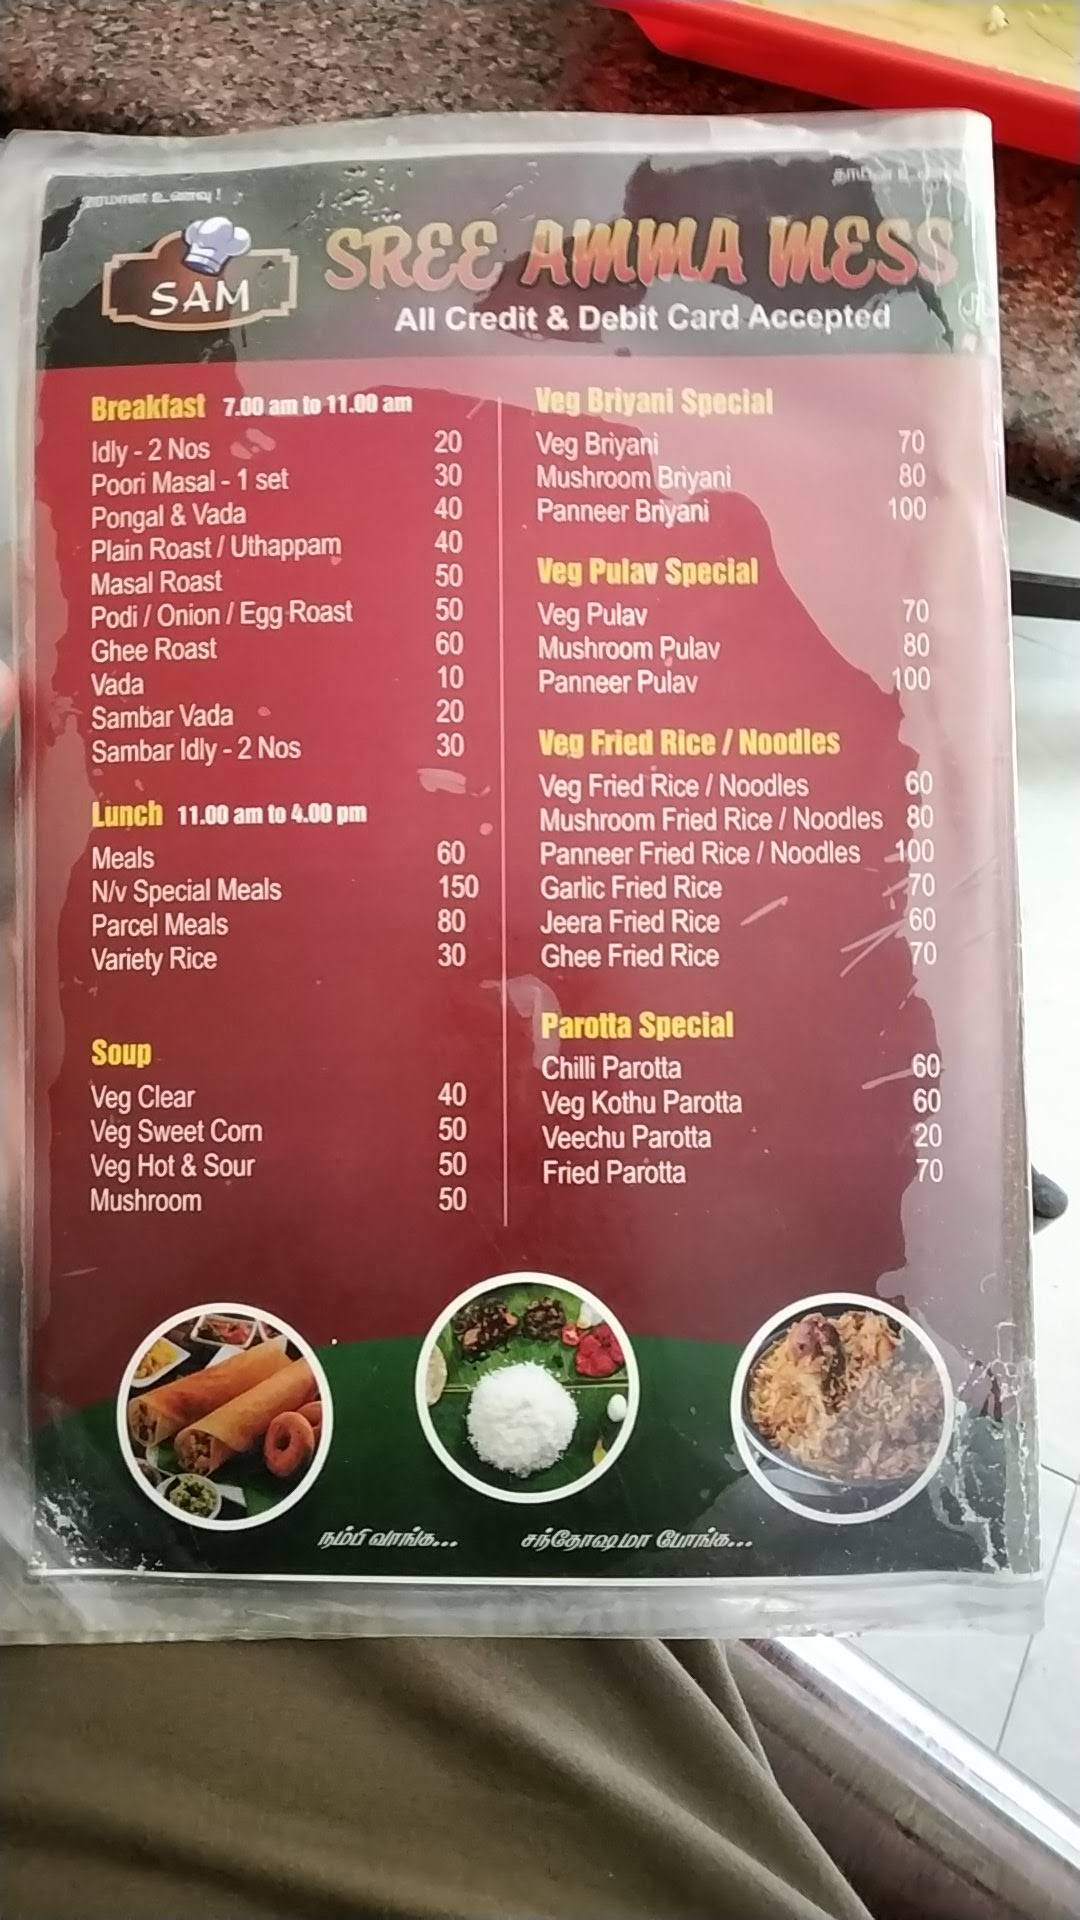 தரமான உணவு !
SAM
SREE AMMA MESS
All Credit & Debit Card Accepted
Breakfast 7.00 am to 11.00 am
Idly - 2 Nos 20
Poori Masal - 1 set 30
Pongal & Vada 40
Plain Roast / Uthappam 40
Masal Roast 50
Podi / Onion / Egg Roast 50
Ghee Roast 60
Vada 10
Sambar Vada 20
Sambar Idly - 2 Nos 30
Lunch 11.00 am to 4.00 pm
Meals 60
N/v Special Meals 150
Parcel Meals 80
Variety Rice 30
Soup
Veg Clear 40
Veg Sweet Corn 50
Veg Hot & Sour 50
Mushroom 50
Veg Briyani Special
Veg Briyani 70
Mushroom Briyani 80
Panneer Briyani 100
Veg Pulav Special
Veg Pulav 70
Mushroom Pulav 80
Panneer Pulav 100
Veg Fried Rice / Noodles
Veg Fried Rice / Noodles 60
Mushroom Fried Rice / Noodles 80
Panneer Fried Rice / Noodles 100
Garlic Fried Rice 70
Jeera Fried Rice 60
Ghee Fried Rice 70
Parotta Special
Chilli Parotta 60
Veg Kothu Parotta 60
Veechu Parotta 20
Fried Parotta 70
நம்பி வாங்க... சந்தோஷமா போங்க...